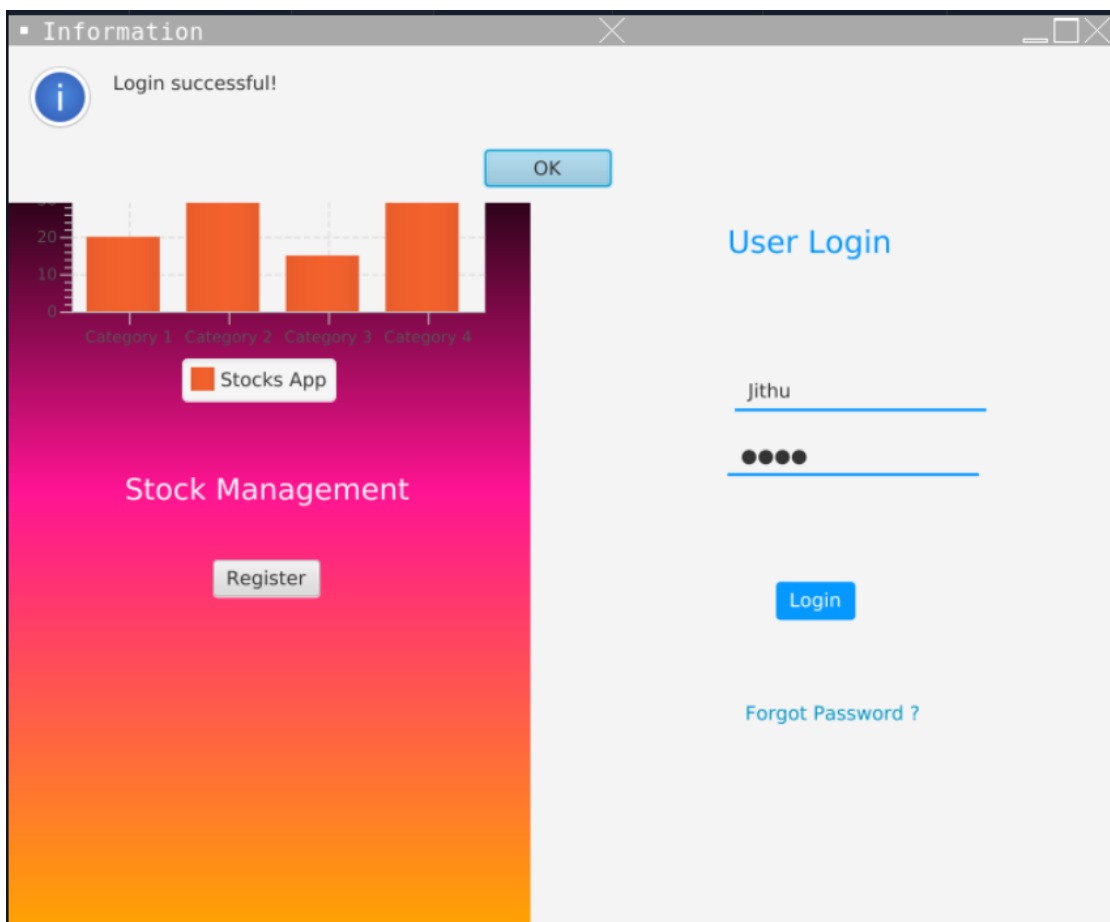 Information
Login successful!
OK
20
10
0
Category 1 Category 2 Category 3 Category 4
Stocks App
Stock Management
Register
User Login
Jithu
Login
Forgot Password ?